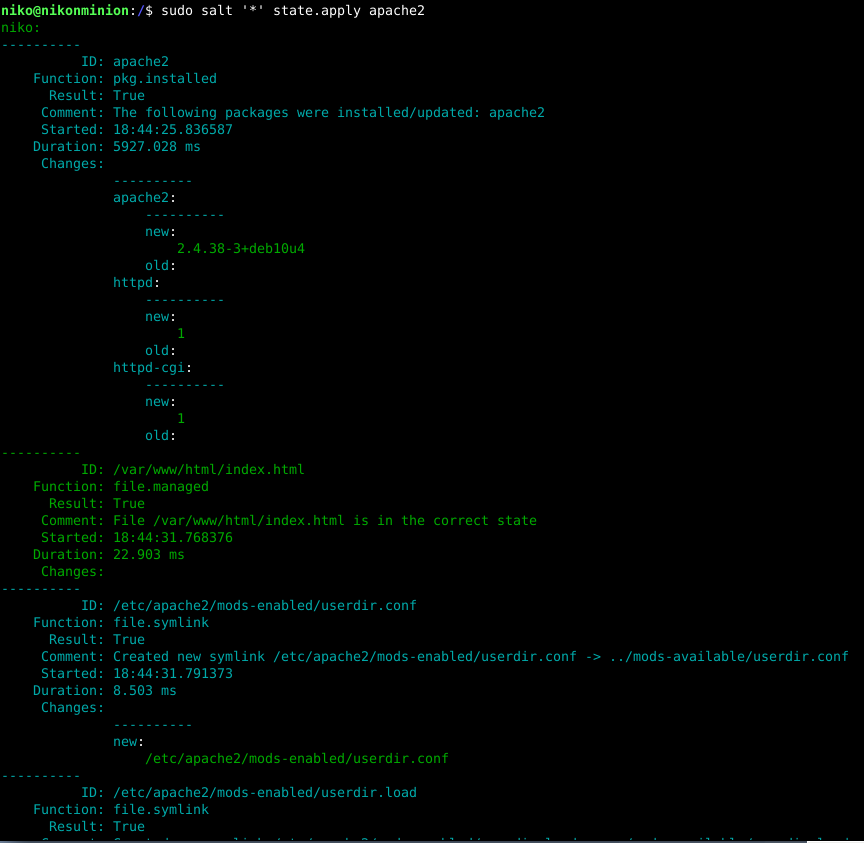 niko@nikonminion:/$ sudo salt '*' state.apply apache2
niko:
----------
          ID: apache2
    Function: pkg.installed
      Result: True
     Comment: The following packages were installed/updated: apache2
     Started: 18:44:25.836587
    Duration: 5927.028 ms
     Changes:
              ----------
              apache2:
                  ----------
                  new:
                      2.4.38-3+deb10u4
                  old:
              httpd:
                  ----------
                  new:
                      1
                  old:
              httpd-cgi:
                  ----------
                  new:
                      1
                  old:
----------
          ID: /var/www/html/index.html
    Function: file.managed
      Result: True
     Comment: File /var/www/html/index.html is in the correct state
     Started: 18:44:31.768376
    Duration: 22.903 ms
     Changes:
----------
          ID: /etc/apache2/mods-enabled/userdir.conf
    Function: file.symlink
      Result: True
     Comment: Created new symlink /etc/apache2/mods-enabled/userdir.conf -> ../mods-available/userdir.conf
     Started: 18:44:31.791373
    Duration: 8.503 ms
     Changes:
              ----------
              new:
                  /etc/apache2/mods-enabled/userdir.conf
----------
          ID: /etc/apache2/mods-enabled/userdir.load
    Function: file.symlink
      Result: True